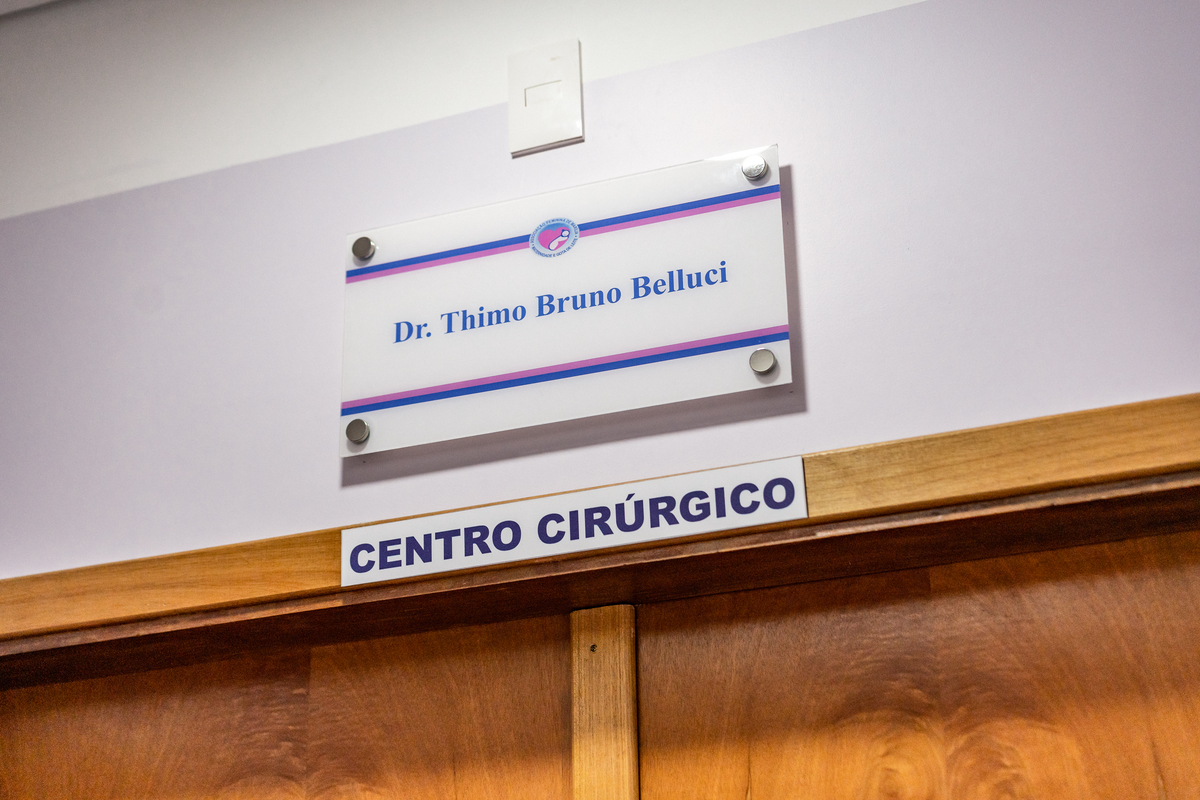 Dr. Thimo Bruno Belluci
CENTRO CIRÚRGICO